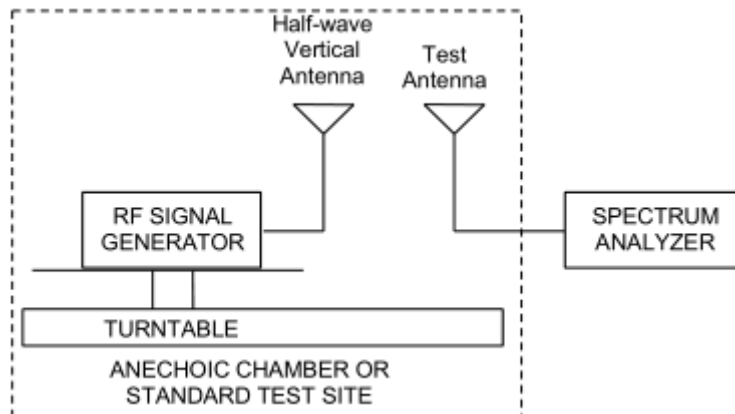 Half-wave
Vertical
Antenna
Test
Antenna
RF SIGNAL
GENERATOR
SPECTRUM
ANALYZER
TURNTABLE
ANECHOIC CHAMBER OR
STANDARD TEST SITE